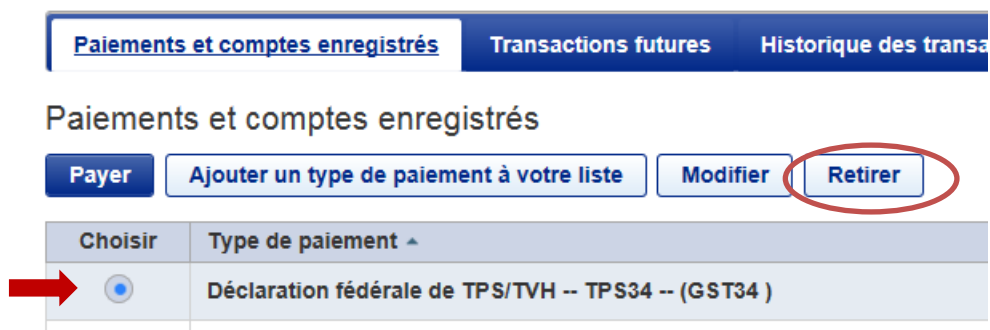 Paiements et comptes enregistrés Transactions futures Historique des transa
Paiements et comptes enregistrés
Payer Ajouter un type de paiement à votre liste Modifier Retirer
Choisir Type de paiement
Déclaration fédérale de TPS/TVH -- TPS34 -- (GST34 )